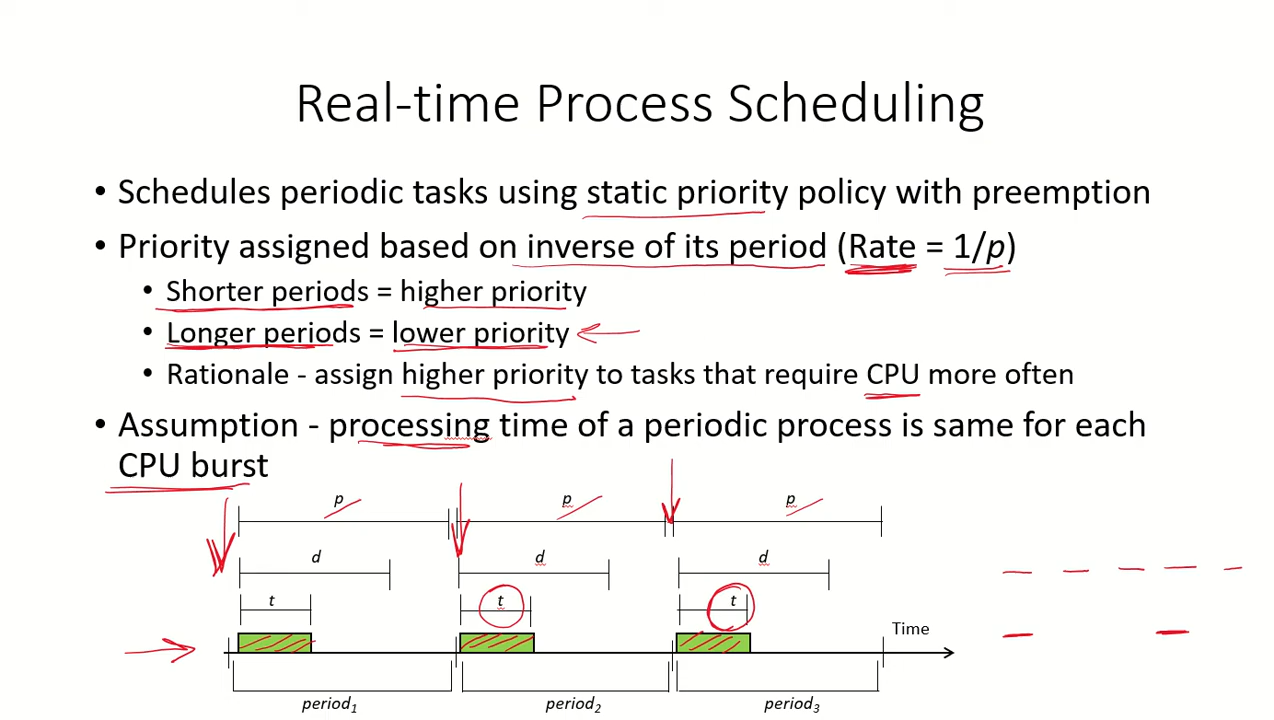 Real-time Process Scheduling
• Schedules periodic tasks using static priority policy with preemption
• Priority assigned based on inverse of its period (Rate = 1/p)
• Shorter periods = higher priority
• Longer periods = lower priority
• Rationale - assign higher priority to tasks that require CPU more often
• Assumption - processing time of a periodic process is same for each
CPU burst
p p p
d d d
t t t
Time
period1 period2 period3